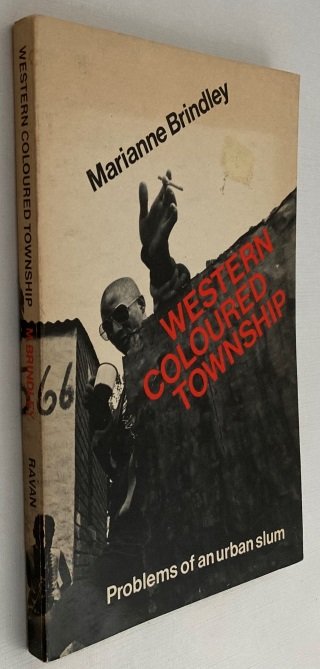 Marianne Brindley
WESTERN
COLOURED
TOWNSHIP
Problems of an urban slum
66
WESTERN COLOURED TOWNSHIP M. BRINDLEY RAVAN